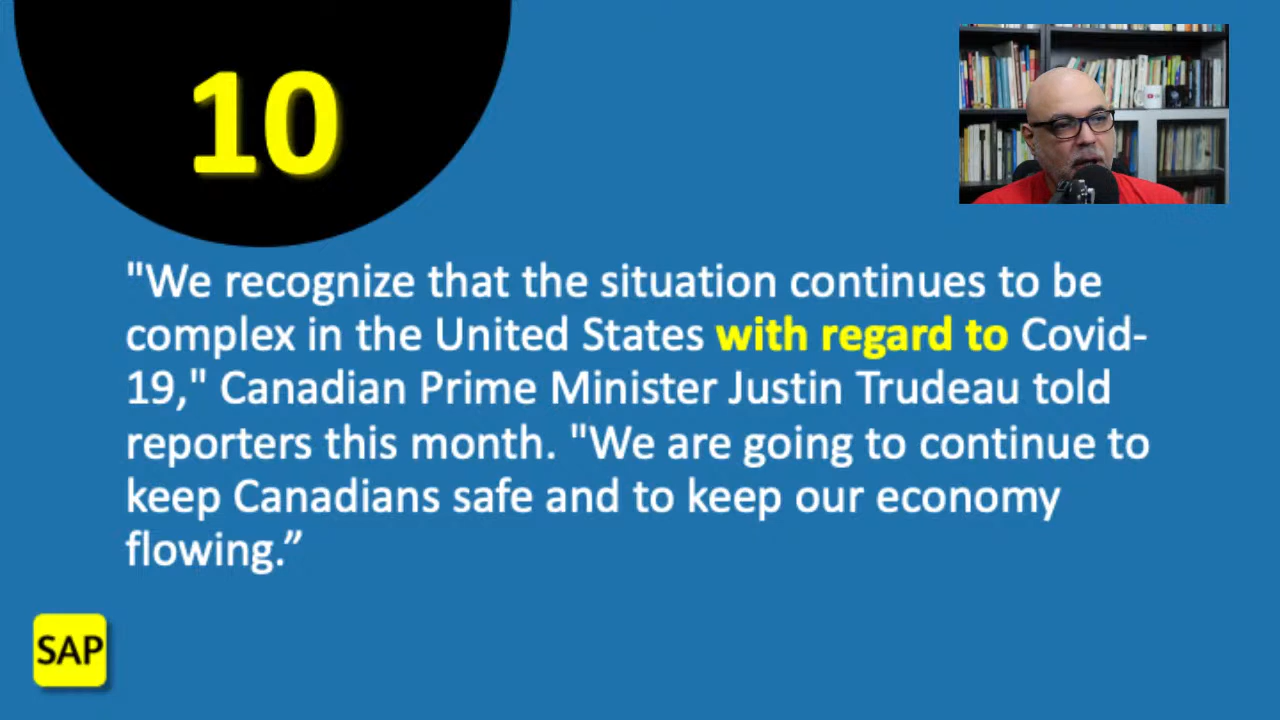 10
"We recognize that the situation continues to be
complex in the United States with regard to Covid-
19," Canadian Prime Minister Justin Trudeau told
reporters this month. "We are going to continue to
keep Canadians safe and to keep our economy
flowing.”
SAP